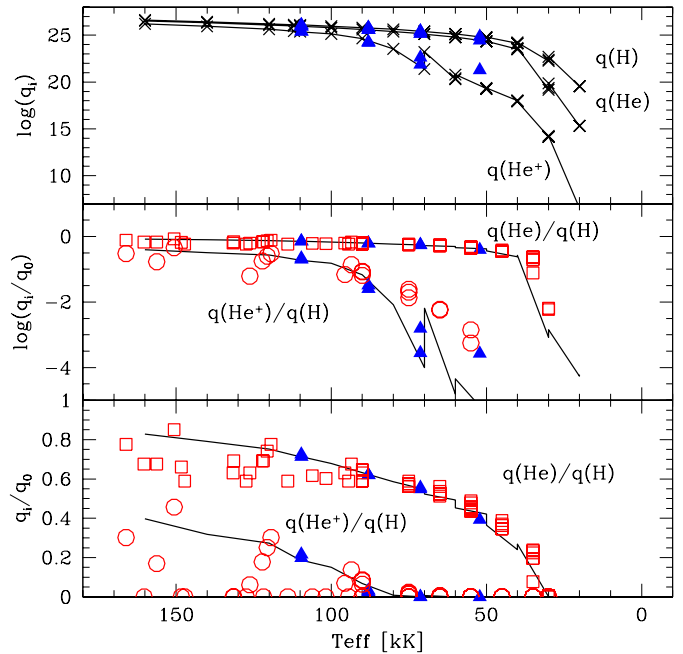 25
20
15
10
log(q_i)
q(H)
q(He)
q(He⁺)
0
−2
−4
log(q_i/q_0)
q(He)/q(H)
q(He⁺)/q(H)
1
0.8
0.6
0.4
0.2
0
q_i/q_0
q(He)/q(H)
q(He⁺)/q(H)
150 100 50 0
Teff [kK]